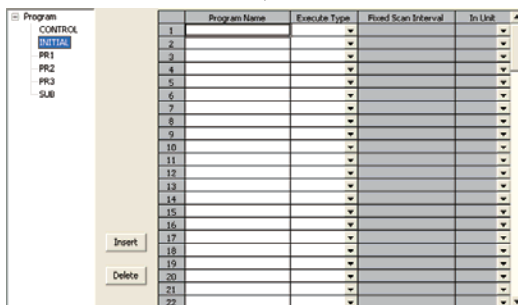 Program
CONTROL
INITIAL
PR1
PR2
PR3
SUB
Program Name Execute Type Fixed Scan Interval In Unit
1
2
3
4
5
6
7
8
9
10
11
12
13
14
15
16
17
18
19
20
21
22
Insert
Delete